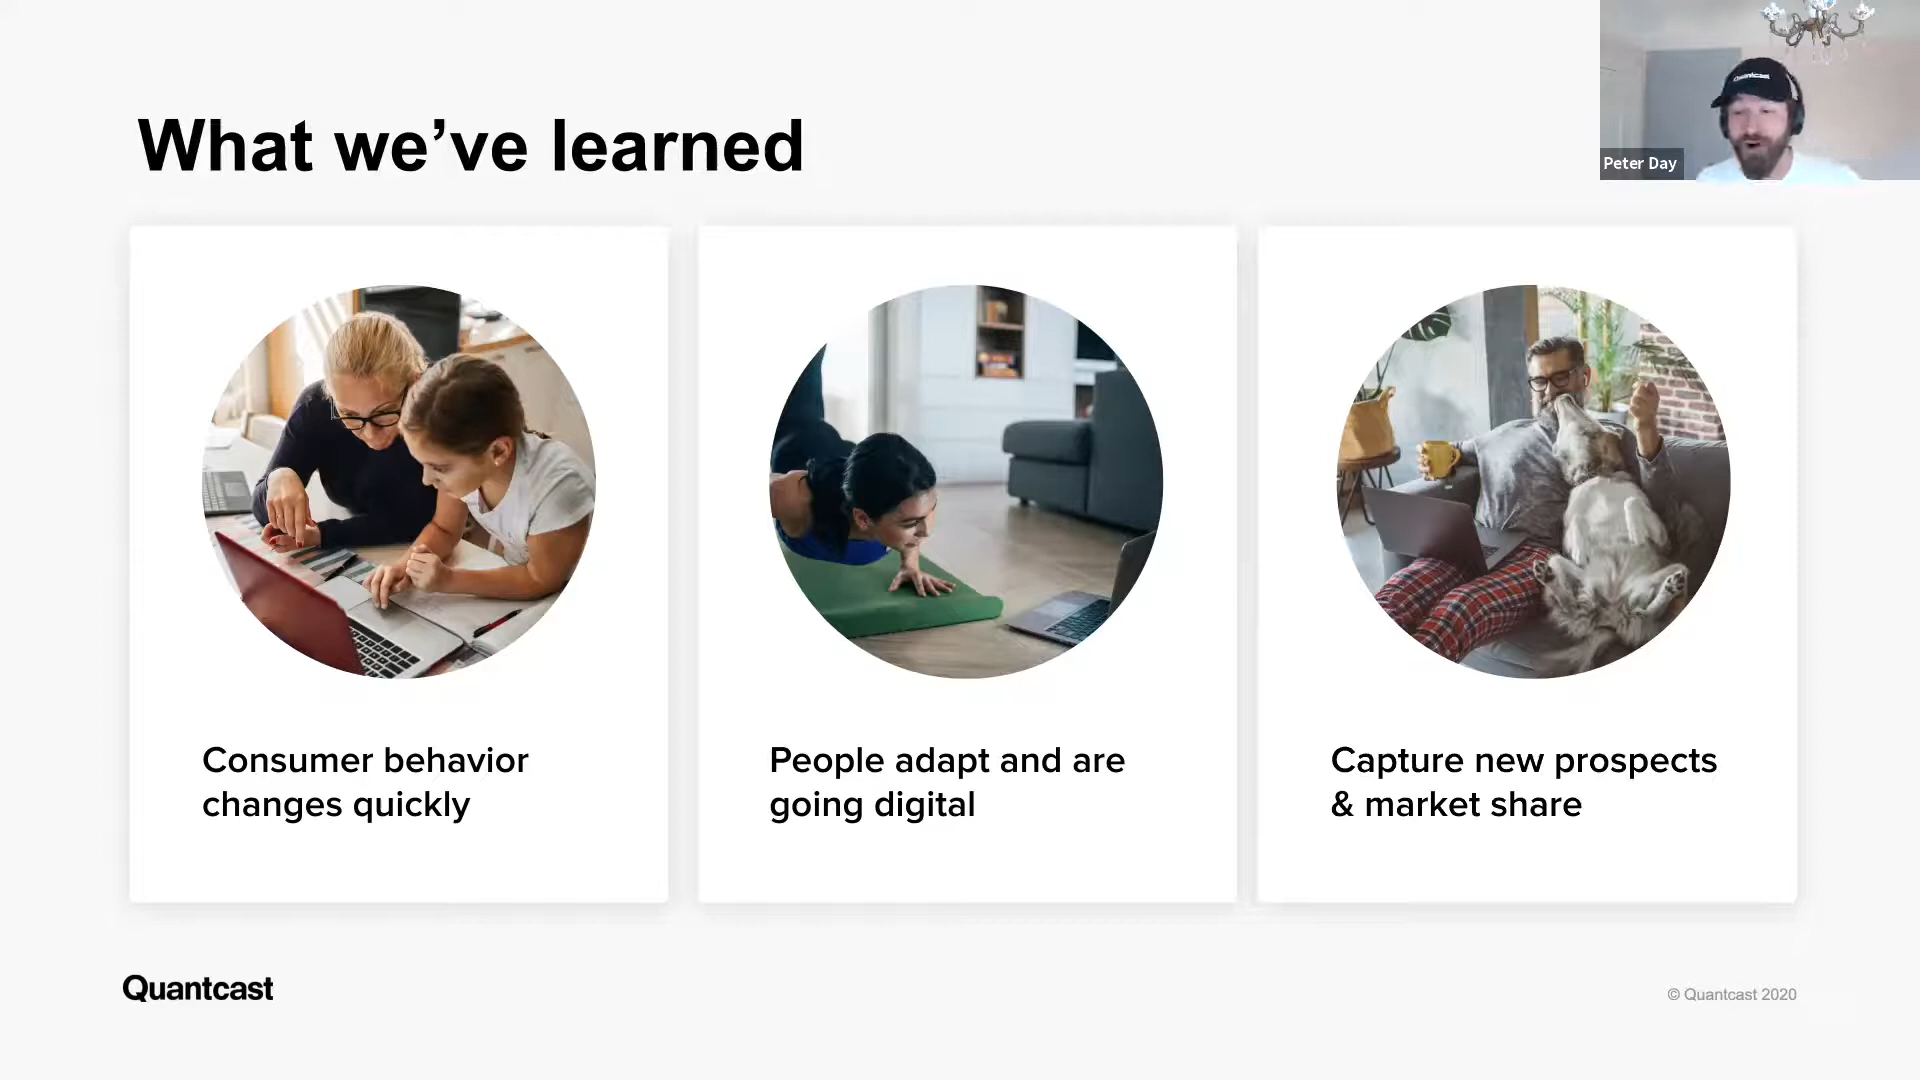 What we’ve learned
Quantcast
Peter Day
Consumer behavior
changes quickly
People adapt and are
going digital
Capture new prospects
& market share
Quantcast
© Quantcast 2020